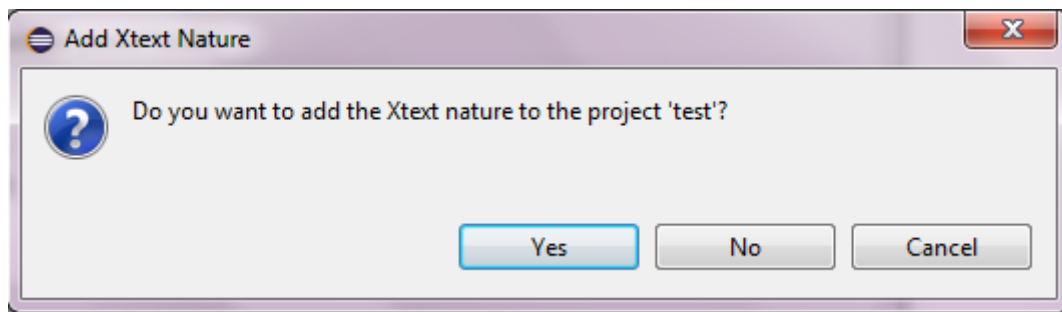 Add Xtext Nature
Do you want to add the Xtext nature to the project 'test'?
Yes No Cancel